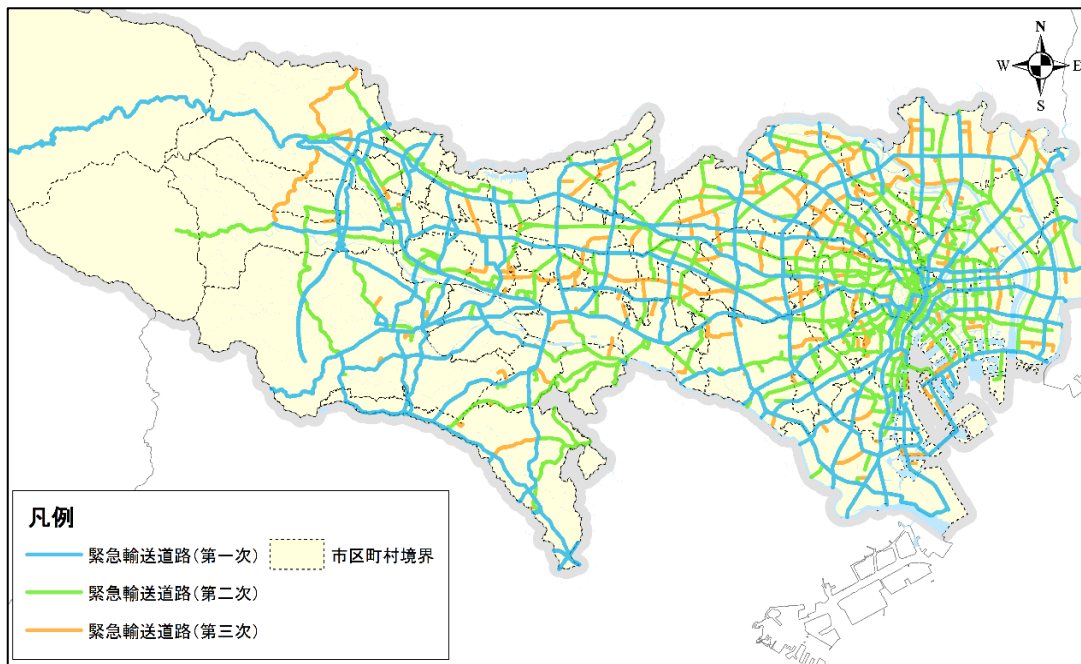 N
W E
S
凡例
緊急輸送道路(第一次) 市区町村境界
緊急輸送道路(第二次)
緊急輸送道路(第三次)